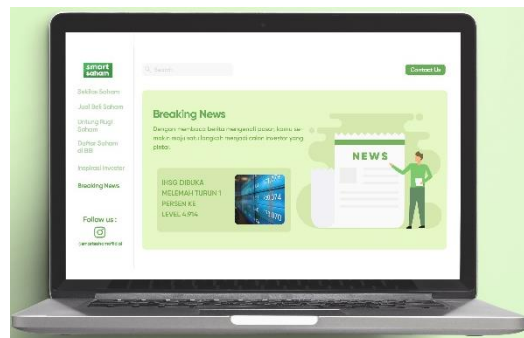 smart
saham
Search
Contact Us
Sekilas Saham
Jual Beli Saham
Untung Rugi
Saham
Daftar Saham
di BEI
Inspirasi Investor
Breaking News
Follow us :
Breaking News
Dengan membaca berita mengenai pasar, kamu se-
makin maju satu langkah menjadi calon investor yang
pintar.
IHSG DIBUKA
MELEMAH TURUN 1
PERSEN KE
LEVEL 4.914
NEWS